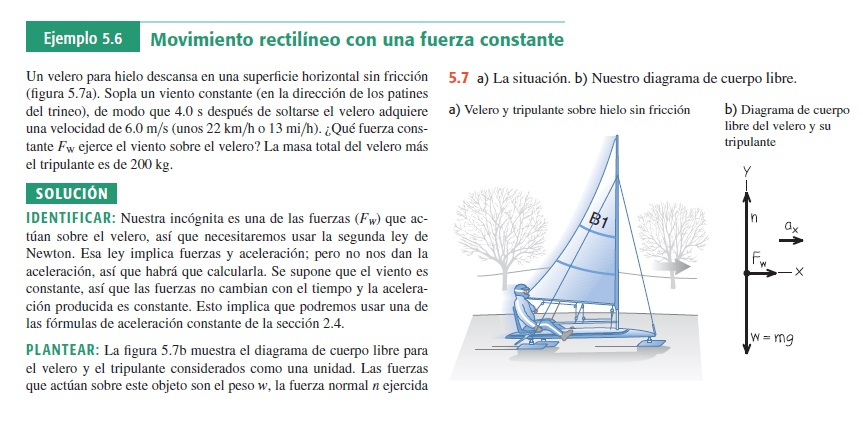 Ejemplo 5.6 Movimiento rectilíneo con una fuerza constante
Un velero para hielo descansa en una superficie horizontal sin fricción
(figura 5.7a). Sopla un viento constante (en la dirección de los patines
del trineo), de modo que 4.0 s después de soltarse el velero adquiere
una velocidad de 6.0 m/s (unos 22 km/h o 13 mi/h). ¿Qué fuerza cons-
tante Fw ejerce el viento sobre el velero? La masa total del velero más
el tripulante es de 200 kg.
SOLUCIÓN
IDENTIFICAR: Nuestra incógnita es una de las fuerzas (Fw) que ac-
túan sobre el velero, así que necesitaremos usar la segunda ley de
Newton. Esa ley implica fuerzas y aceleración; pero no nos dan la
aceleración, así que habrá que calcularla. Se supone que el viento es
constante, así que las fuerzas no cambian con el tiempo y la acelera-
ción producida es constante. Esto implica que podremos usar una de
las fórmulas de aceleración constante de la sección 2.4.
PLANTEAR: La figura 5.7b muestra el diagrama de cuerpo libre para
el velero y el tripulante considerados como una unidad. Las fuerzas
que actúan sobre este objeto son el peso w, la fuerza normal n ejercida
5.7 a) La situación. b) Nuestro diagrama de cuerpo libre.
a) Velero y tripulante sobre hielo sin fricción
B1
b) Diagrama de cuerpo
libre del velero y su
tripulante
y
n
ax
Fw
x
w = mg